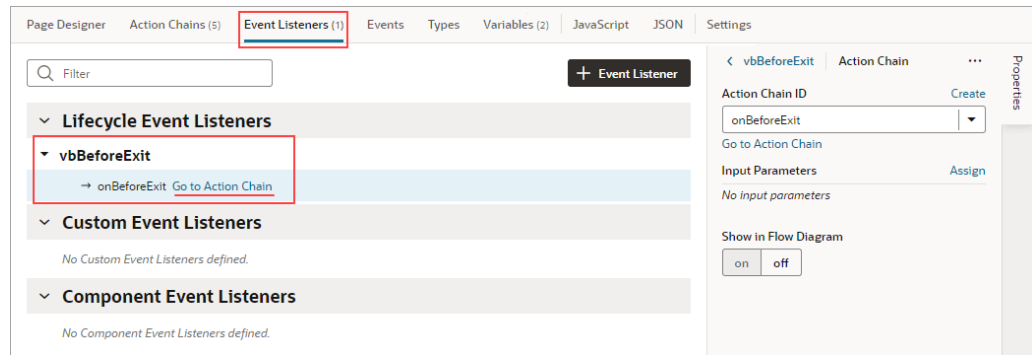 Page Designer Action Chains (5) Event Listeners (1) Events Types Variables (2) JavaScript JSON Settings
Filter
+ Event Listener
Lifecycle Event Listeners
vbBeforeExit
→ onBeforeExit Go to Action Chain
Custom Event Listeners
No Custom Event Listeners defined.
Component Event Listeners
No Component Event Listeners defined.
< vbBeforeExit Action Chain ...
Action Chain ID Create
onBeforeExit
Go to Action Chain
Input Parameters Assign
No input parameters
Show in Flow Diagram
on off
Properties